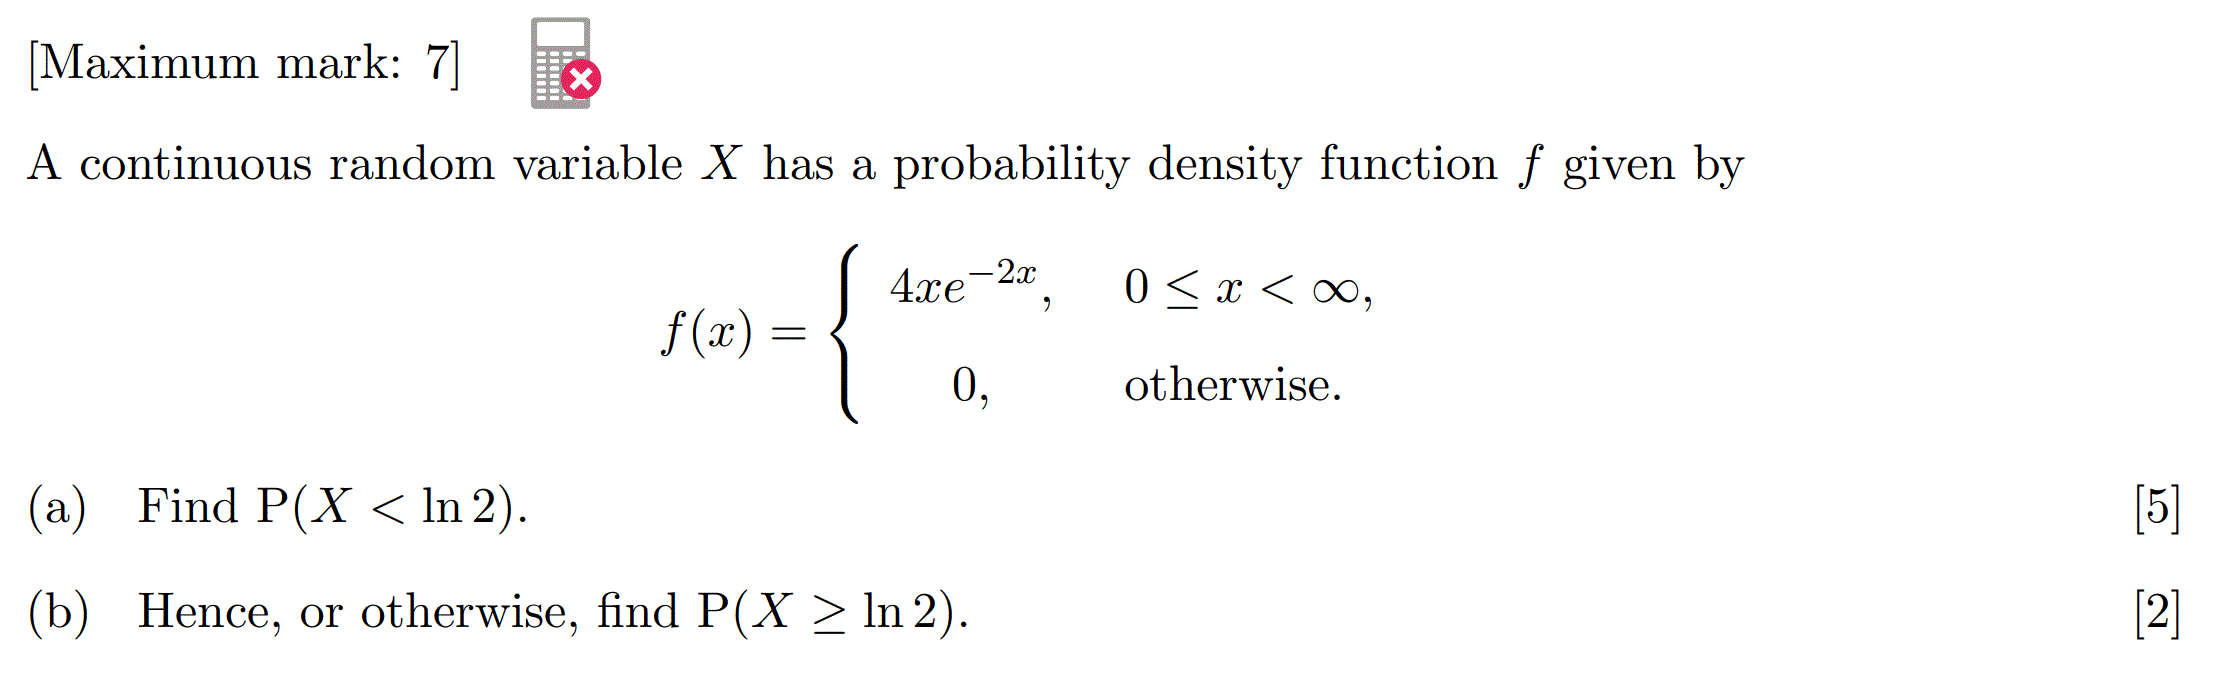 [Maximum mark: 7]
A continuous random variable X has a probability density function f given by
f(x) = { 4xe^{-2x}, 0 ≤ x < ∞,
0, otherwise.
(a) Find P(X < ln 2). [5]
(b) Hence, or otherwise, find P(X ≥ ln 2). [2]